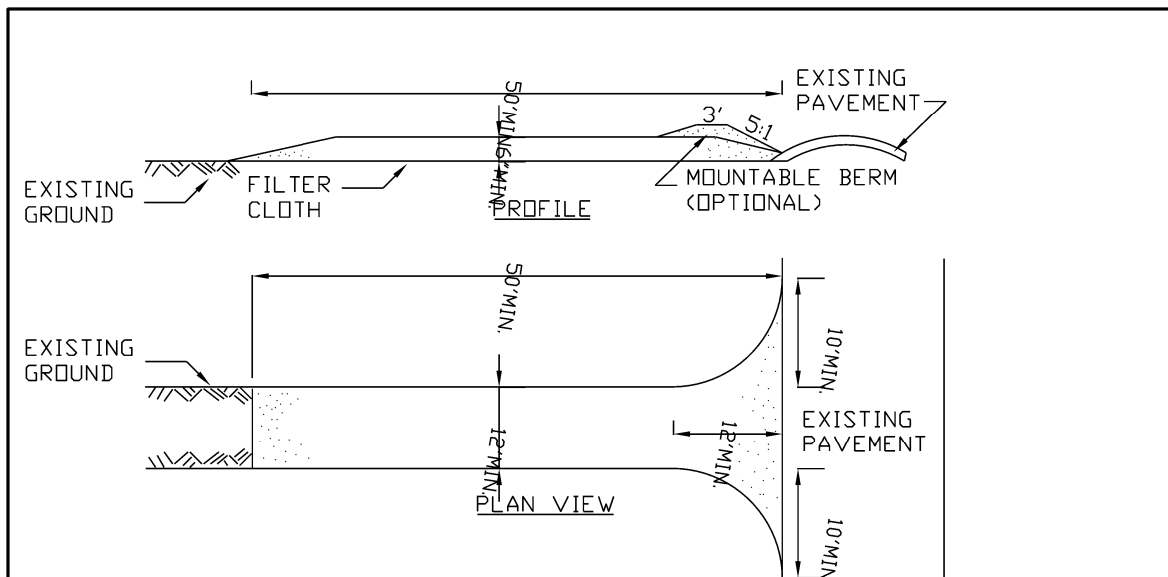 EXISTING
PAVEMENT
50'MIN.
3'
5:1
6"MIN.
EXISTING
GROUND
FILTER
CLOTH
MOUNTABLE BERM
(OPTIONAL)
PROFILE
50'MIN.
10'MIN.
EXISTING
GROUND
12'MIN.
12'MIN.
EXISTING
PAVEMENT
10'MIN.
PLAN VIEW